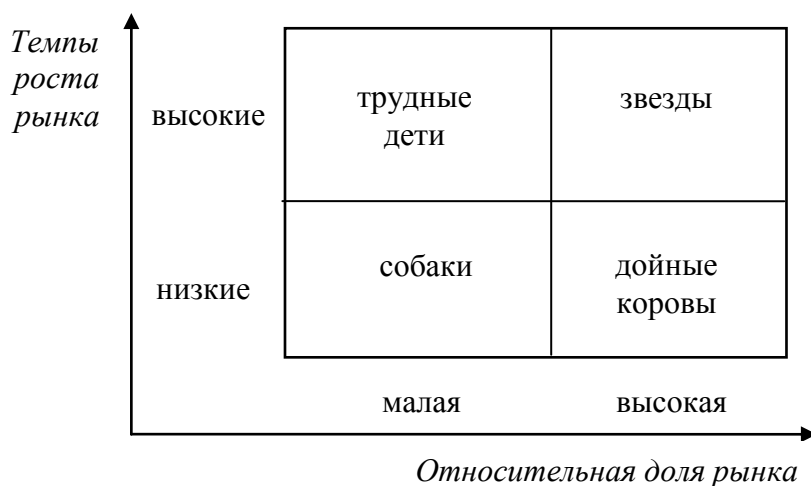 Темпы
роста
рынка
высокие
трудные
дети
звезды
низкие
собаки
дойные
коровы
малая
высокая
Относительная доля рынка